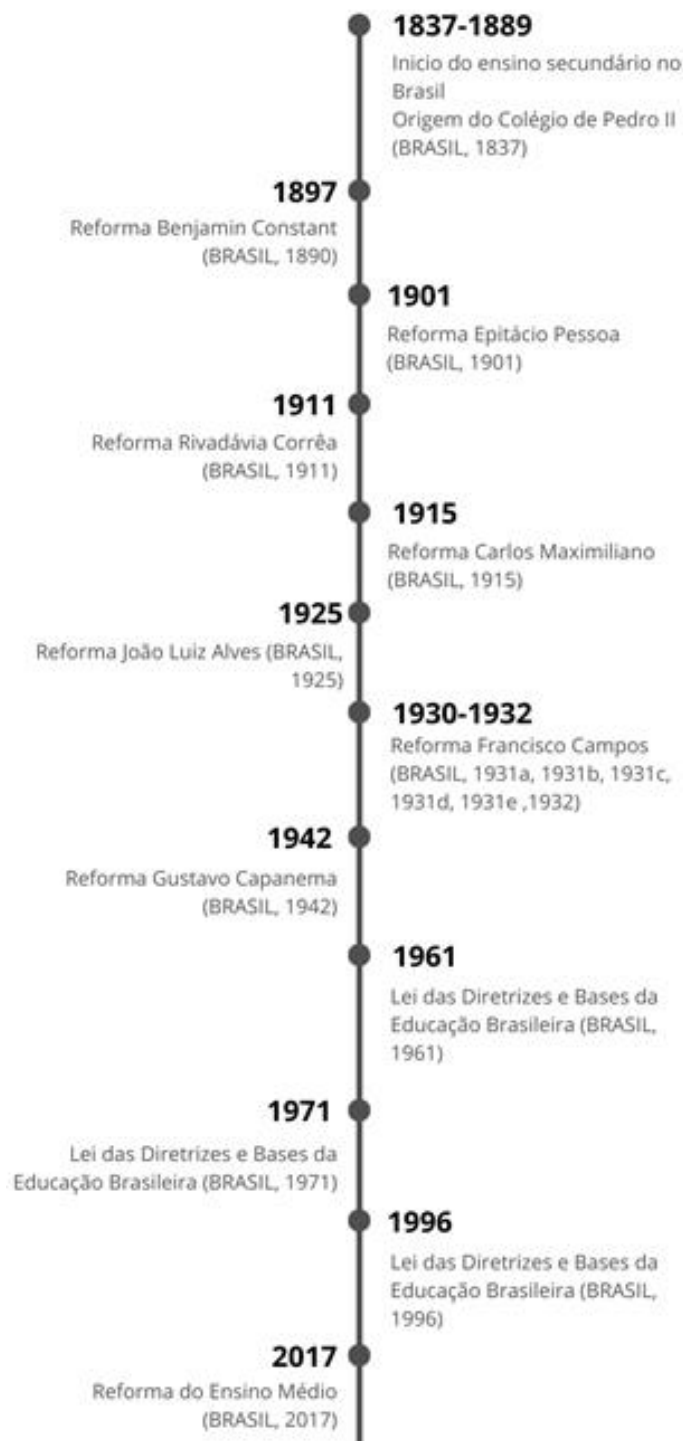 1837-1889
Inicio do ensino secundário no
Brasil
Origem do Colégio de Pedro II
(BRASIL, 1837)
1897
Reforma Benjamin Constant
(BRASIL, 1890)
1901
Reforma Epitácio Pessoa
(BRASIL, 1901)
1911
Reforma Rivadávia Corrêa
(BRASIL, 1911)
1915
Reforma Carlos Maximiliano
(BRASIL, 1915)
1925
Reforma João Luiz Alves (BRASIL,
1925)
1930-1932
Reforma Francisco Campos
(BRASIL, 1931a, 1931b, 1931c,
1931d, 1931e ,1932)
1942
Reforma Gustavo Capanema
(BRASIL, 1942)
1961
Lei das Diretrizes e Bases da
Educação Brasileira (BRASIL,
1961)
1971
Lei das Diretrizes e Bases da
Educação Brasileira (BRASIL, 1971)
1996
Lei das Diretrizes e Bases da
Educação Brasileira (BRASIL,
1996)
2017
Reforma do Ensino Médio
(BRASIL, 2017)